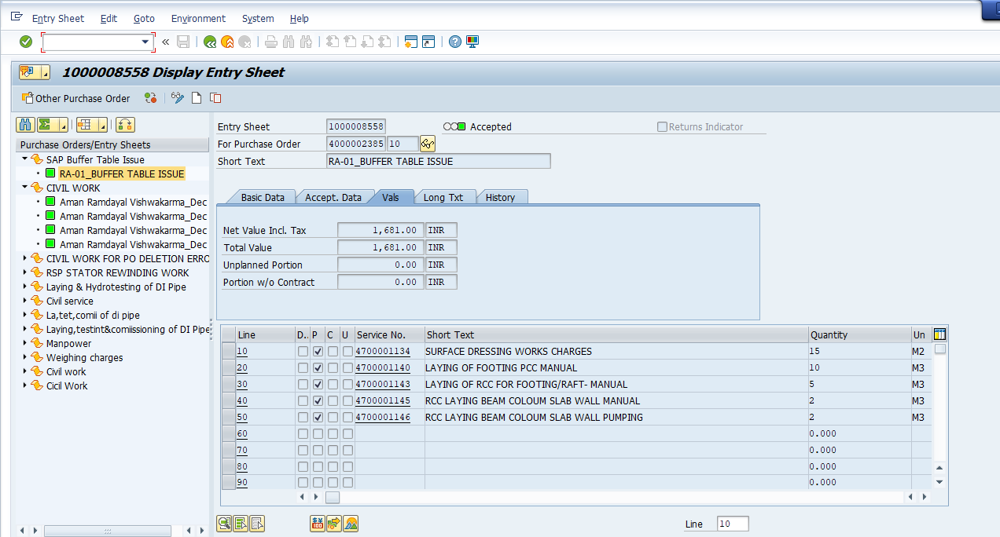 Entry Sheet Edit Goto Environment System Help
«
1000008558 Display Entry Sheet
Other Purchase Order
Purchase Orders/Entry Sheets
SAP Buffer Table Issue
RA-01_BUFFER TABLE ISSUE
CIVIL WORK
Aman Ramdayal Vishwakarma_Dec
Aman Ramdayal Vishwakarma_Dec
Aman Ramdayal Vishwakarma_Dec
Aman Ramdayal Vishwakarma_Dec
CIVIL WORK FOR PO DELETION ERRO
RSP STATOR REWINDING WORK
Laying & Hydrotesting of DI Pipe
Civil service
La,tet,comii of di pipe
Laying,testint&comiissioning of DI Pipe
Manpower
Weighing charges
Civil work
Cicil Work
Entry Sheet 1000008558 Accepted Returns Indicator
For Purchase Order 4000002385 10
Short Text RA-01_BUFFER TABLE ISSUE
Basic Data Accept. Data Vals Long Txt History
Net Value Incl. Tax 1,681.00 INR
Total Value 1,681.00 INR
Unplanned Portion 0.00 INR
Portion w/o Contract 0.00 INR
Line D.. P C U Service No. Short Text Quantity Un
10 4700001134 SURFACE DRESSING WORKS CHARGES 15 M2
20 4700001140 LAYING OF FOOTING PCC MANUAL 10 M3
30 4700001143 LAYING OF RCC FOR FOOTING/RAFT- MANUAL 5 M3
40 4700001145 RCC LAYING BEAM COLOUM SLAB WALL MANUAL 2 M3
50 4700001146 RCC LAYING BEAM COLOUM SLAB WALL PUMPING 2 M3
60 0.000
70 0.000
80 0.000
90 0.000
Line 10